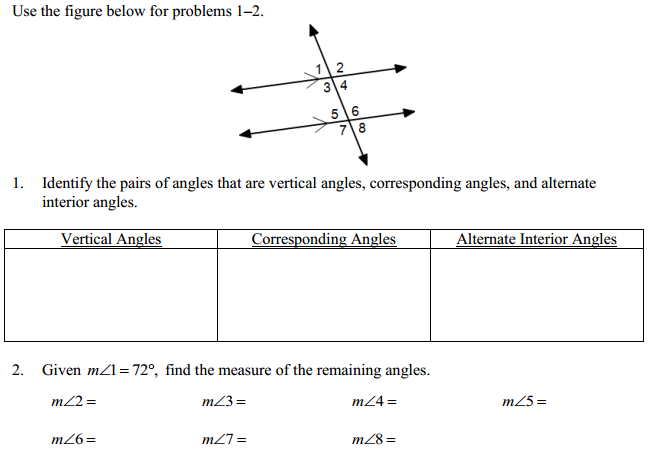 Use the figure below for problems 1–2.
1 2
3 4
5 6
7 8
1. Identify the pairs of angles that are vertical angles, corresponding angles, and alternate
interior angles.
Vertical Angles Corresponding Angles Alternate Interior Angles
2. Given m∠1 = 72°, find the measure of the remaining angles.
m∠2 = m∠3 = m∠4 = m∠5 =
m∠6 = m∠7 = m∠8 =